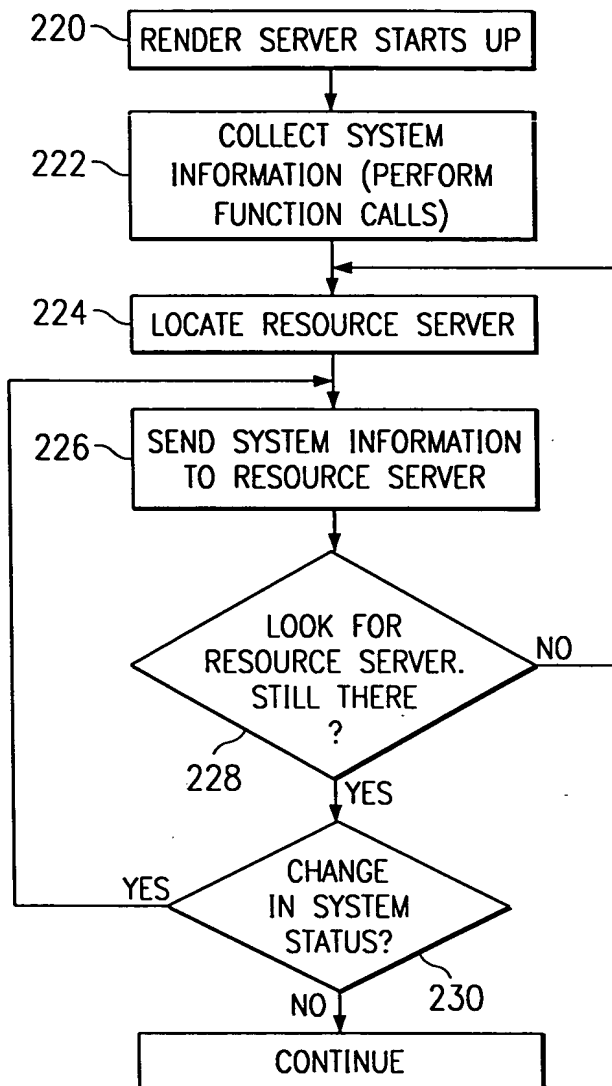 220
RENDER SERVER STARTS UP
222
COLLECT SYSTEM
INFORMATION (PERFORM
FUNCTION CALLS)
224
LOCATE RESOURCE SERVER
226
SEND SYSTEM INFORMATION
TO RESOURCE SERVER
LOOK FOR
RESOURCE SERVER.
STILL THERE
?
NO
228
YES
YES
CHANGE
IN SYSTEM
STATUS?
230
NO
CONTINUE